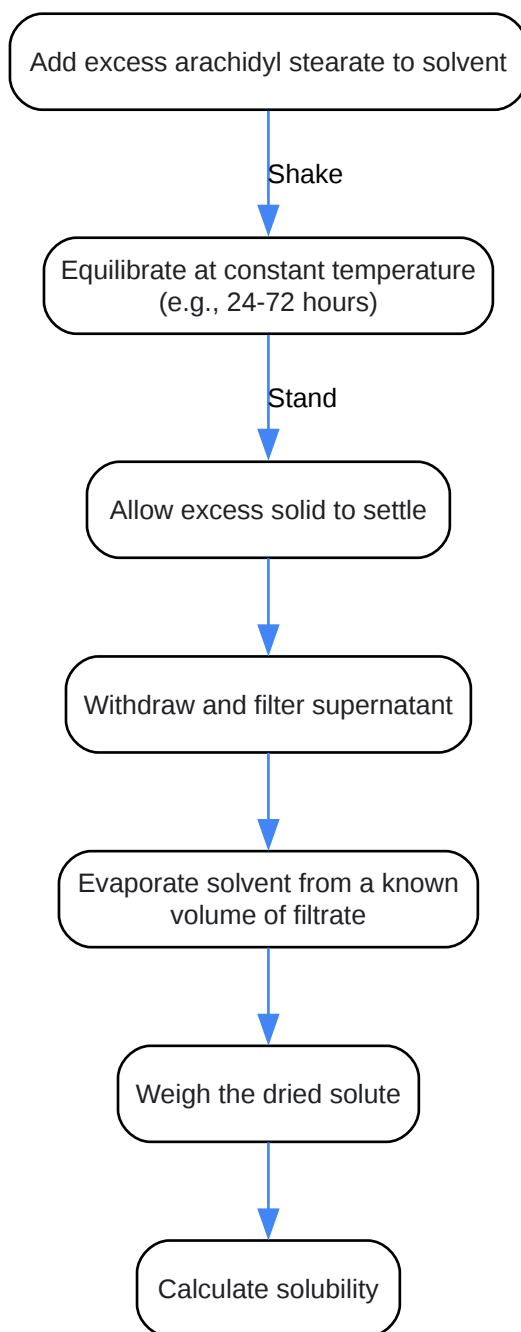 Add excess arachidyl stearate to solvent
Shake
Equilibrate at constant temperature
(e.g., 24-72 hours)
Stand
Allow excess solid to settle
Withdraw and filter supernatant
Evaporate solvent from a known
volume of filtrate
Weigh the dried solute
Calculate solubility